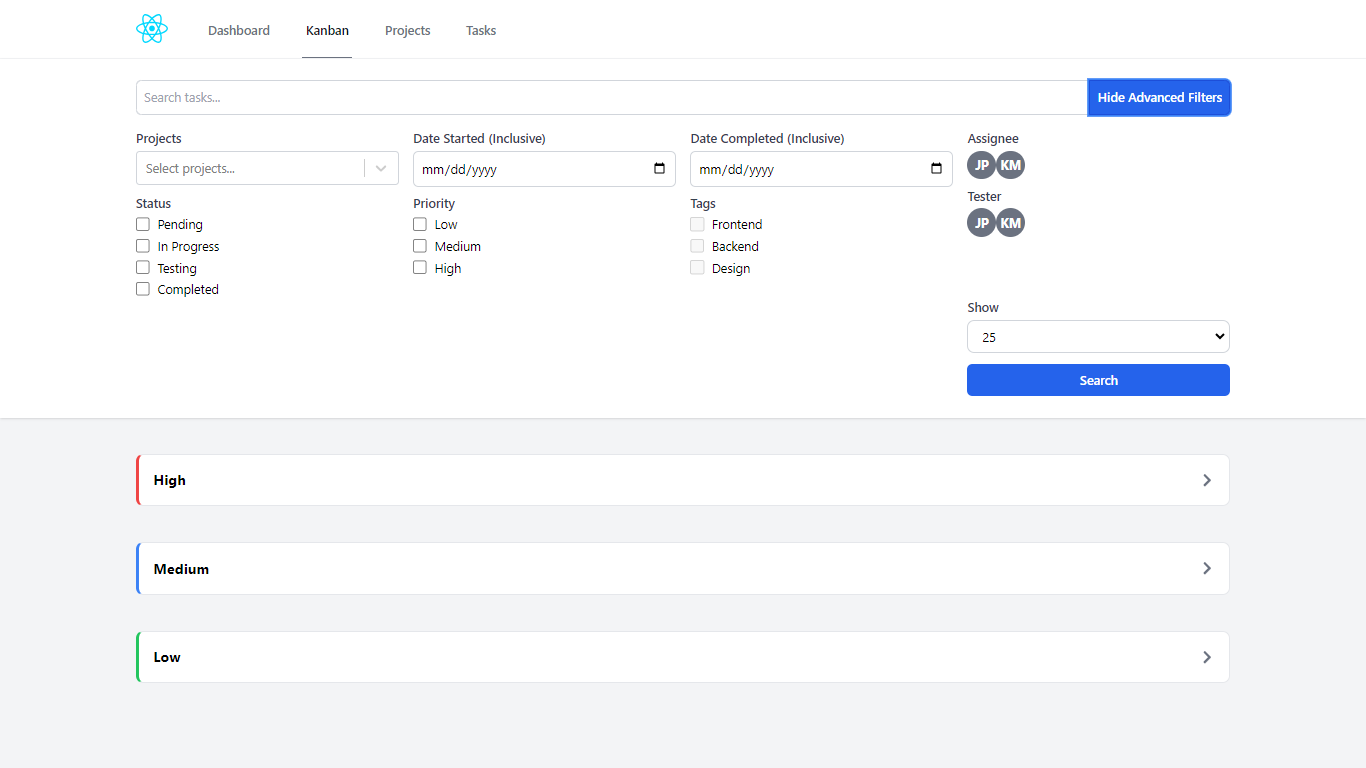 Dashboard Kanban Projects Tasks
Search tasks... Hide Advanced Filters
Projects Date Started (Inclusive) Date Completed (Inclusive) Assignee
Select projects... mm/dd/yyyy mm/dd/yyyy JP KM
Status Priority Tags Tester
Pending Low Frontend JP KM
In Progress Medium Backend
Testing High Design
Completed
Show
25
Search
High
Medium
Low